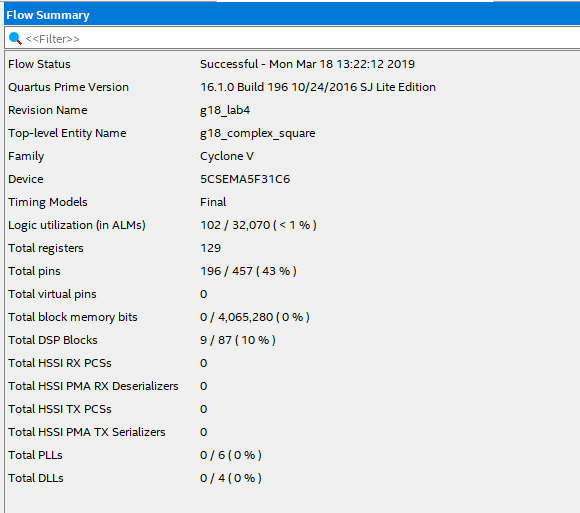 Flow Summary
<<Filter>>
Flow Status Successful - Mon Mar 18 13:22:12 2019
Quartus Prime Version 16.1.0 Build 196 10/24/2016 SJ Lite Edition
Revision Name g18_lab4
Top-level Entity Name g18_complex_square
Family Cyclone V
Device 5CSEMA5F31C6
Timing Models Final
Logic utilization (in ALMs) 102 / 32,070 ( < 1 % )
Total registers 129
Total pins 196 / 457 ( 43 % )
Total virtual pins 0
Total block memory bits 0 / 4,065,280 ( 0 % )
Total DSP Blocks 9 / 87 ( 10 % )
Total HSSI RX PCSs 0
Total HSSI PMA RX Deserializers 0
Total HSSI TX PCSs 0
Total HSSI PMA TX Serializers 0
Total PLLs 0 / 6 ( 0 % )
Total DLLs 0 / 4 ( 0 % )